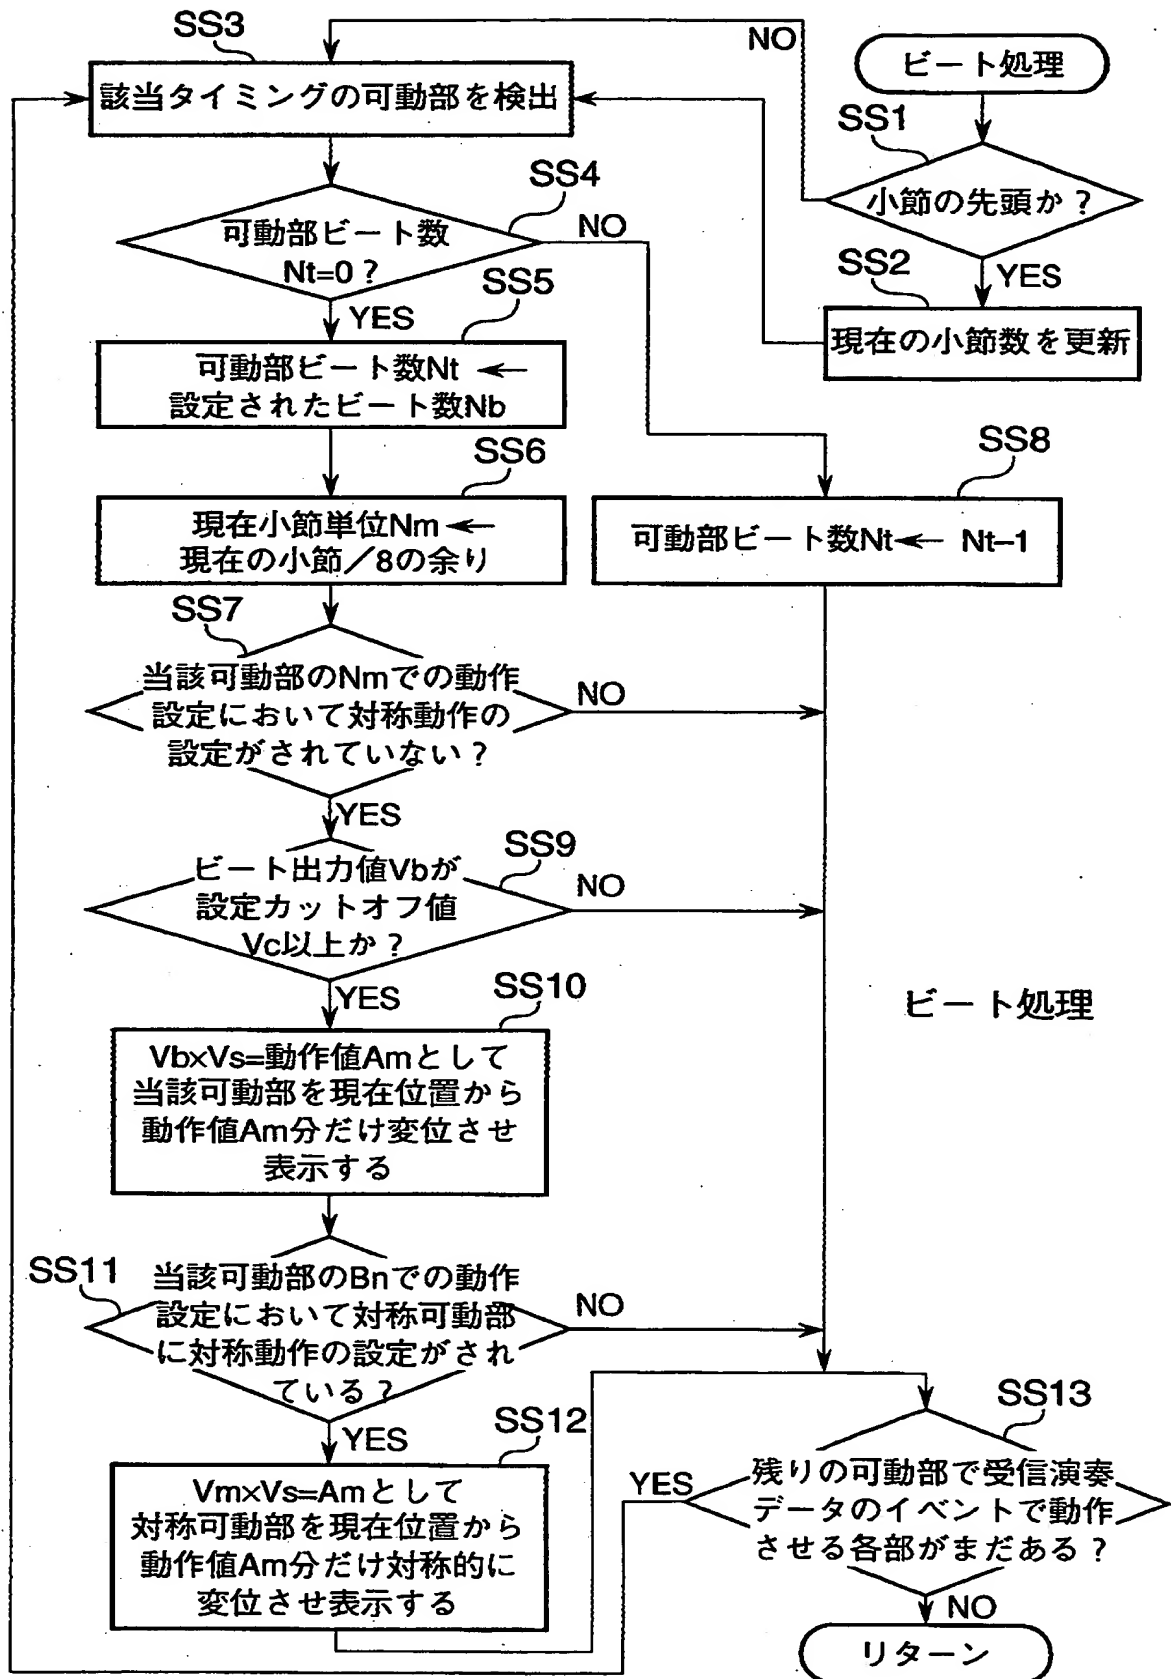 ビート処理
SS1
小節の先頭か?
NO
YES
SS2
現在の小節数を更新
SS3
該当タイミングの可動部を検出
SS4
可動部ビート数
Nt=0?
NO
YES
SS5
可動部ビート数Nt ←
設定されたビート数Nb
SS6
現在小節単位Nm ←
現在の小節/8の余り
SS8
可動部ビート数Nt← Nt−1
SS7
当該可動部のNmでの動作
設定において対称動作の
設定がされていない?
NO
YES
SS9
ビート出力値Vbが
設定カットオフ値
Vc以上か?
NO
YES
SS10
Vb×Vs=動作値Amとして
当該可動部を現在位置から
動作値Am分だけ変位させ
表示する
ビート処理
SS11
当該可動部のBnでの動作
設定において対称可動部
に対称動作の設定がされ
ている?
NO
YES
SS12
Vm×Vs=Amとして
対称可動部を現在位置から
動作値Am分だけ対称的に
変位させ表示する
SS13
残りの可動部で受信演奏
データのイベントで動作
させる各部がまだある?
YES
NO
リターン